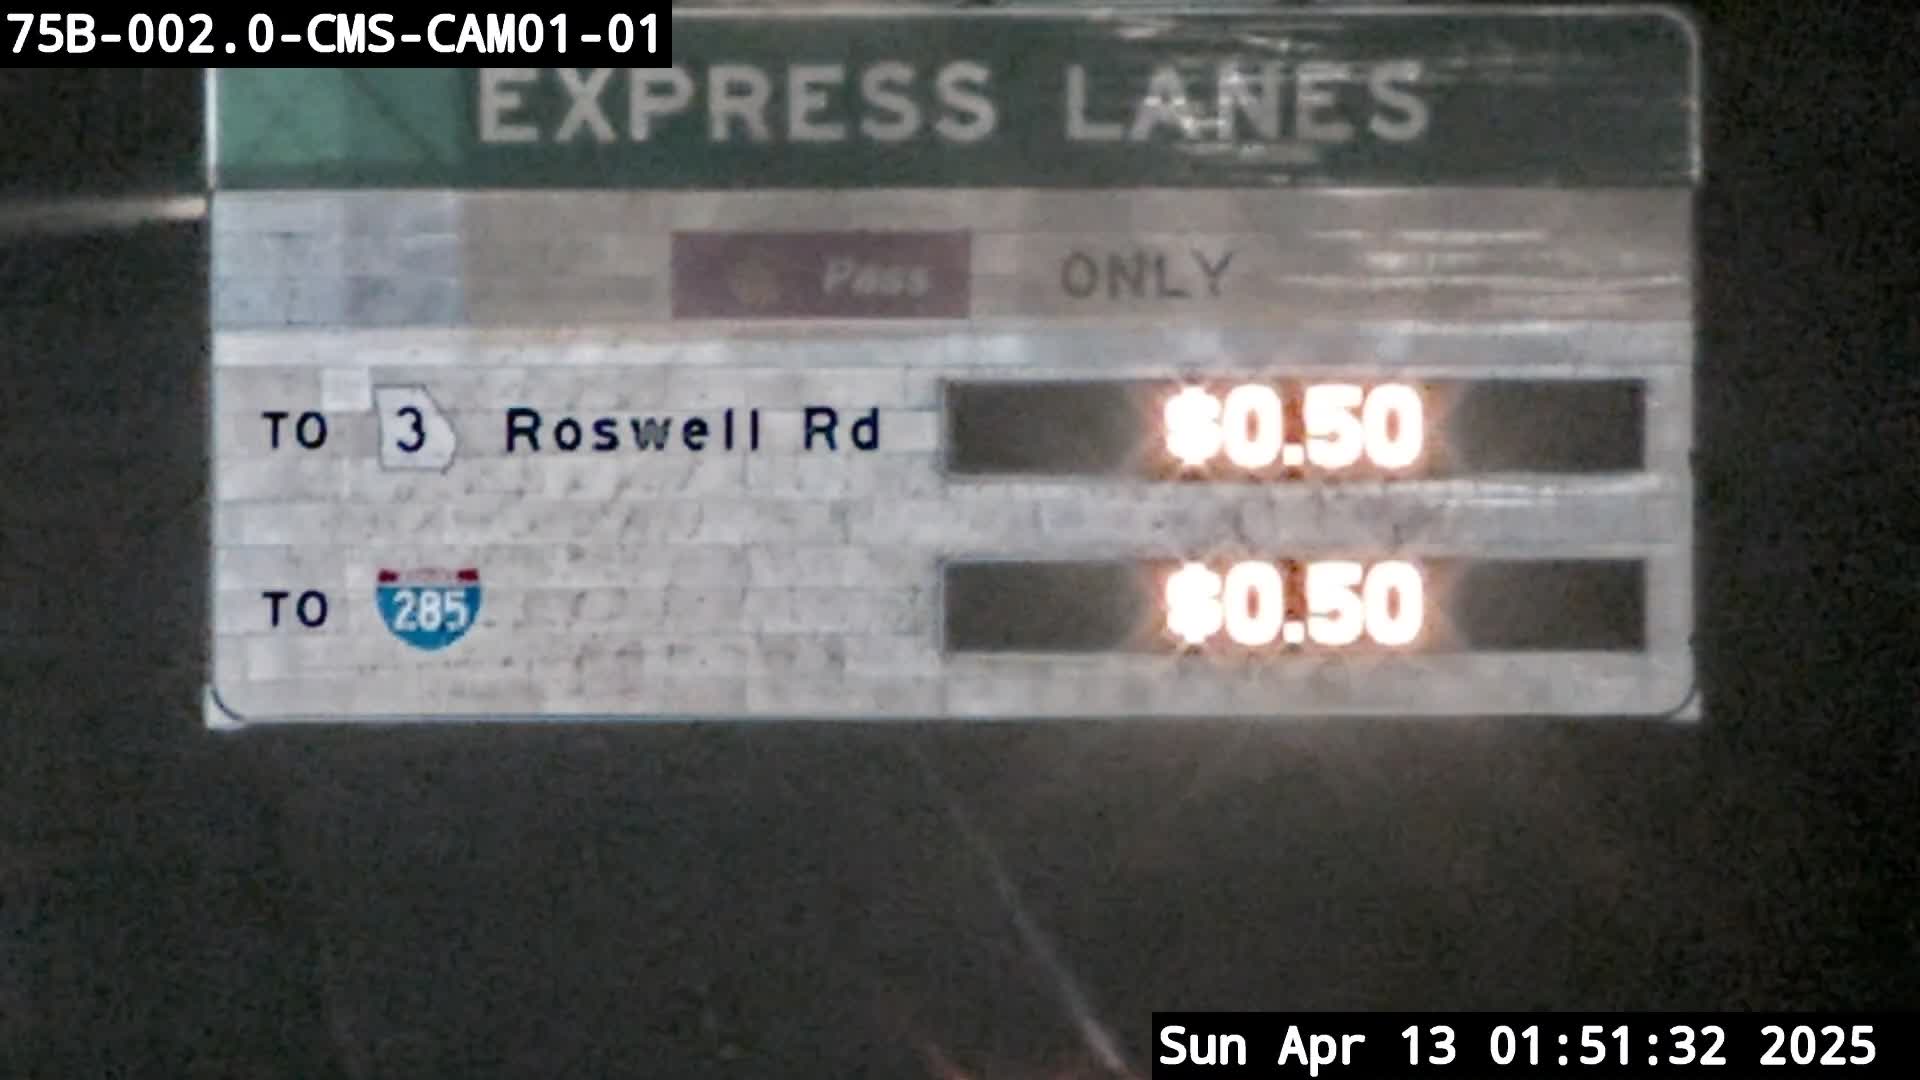 75B-002.0-CMS-CAM01-01
EXPRESS LANES
Pass ONLY
TO 3 Roswell Rd $0.50
TO 285 $0.50
Sun Apr 13 01:51:32 2025